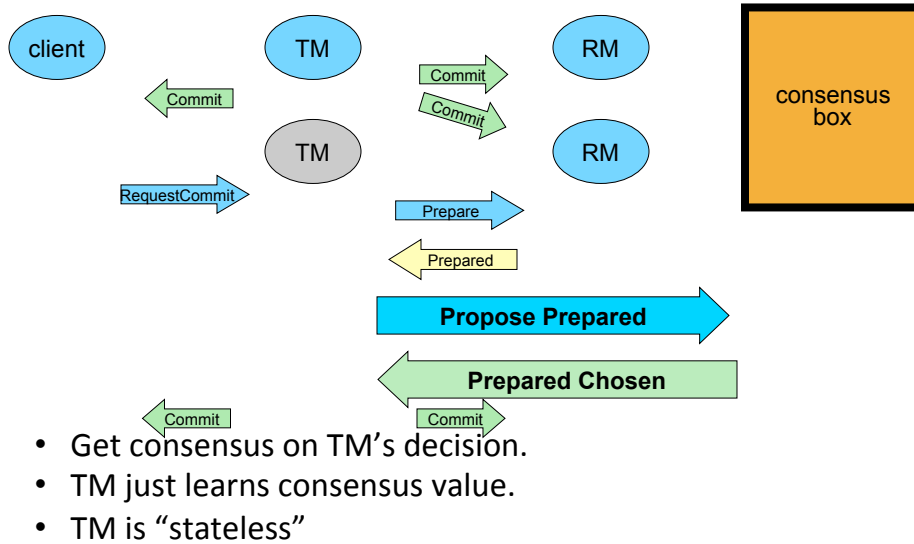 client
TM
RM
consensus
box
Commit
Commit
Commit
TM
RM
RequestCommit
Prepare
Prepared
Propose Prepared
Prepared Chosen
Commit
Commit
• Get consensus on TM’s decision.
• TM just learns consensus value.
• TM is “stateless”